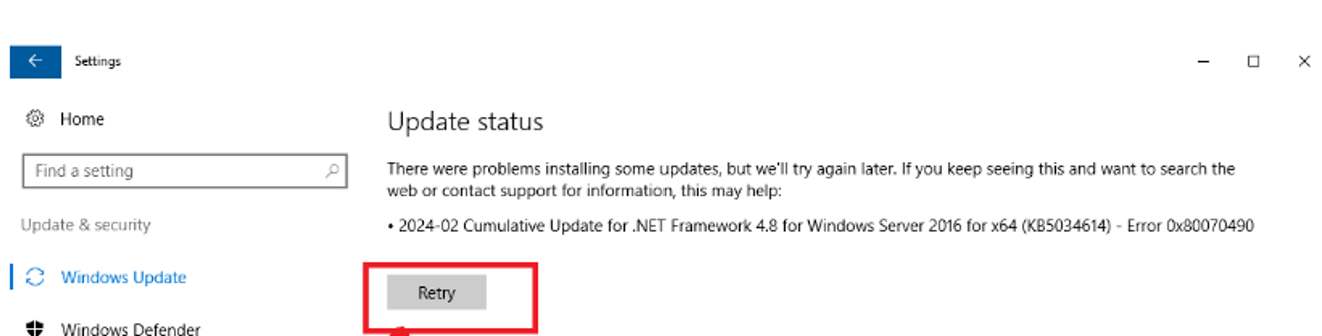 Settings
Home
Find a setting
Update & security
Windows Update
Windows Defender
Update status
There were problems installing some updates, but we'll try again later. If you keep seeing this and want to search the
web or contact support for information, this may help:
• 2024-02 Cumulative Update for .NET Framework 4.8 for Windows Server 2016 for x64 (KB5034614) - Error 0x80070490
Retry